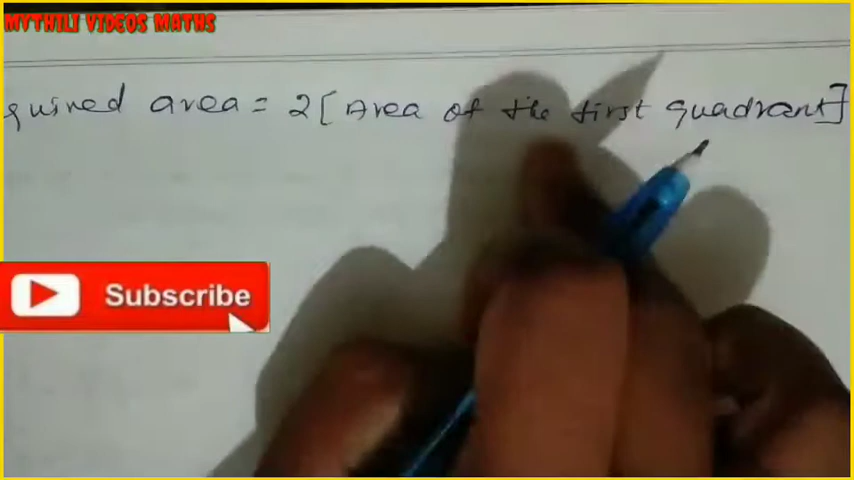 MYTHILI VIDEOS MATHS
quired area = 2[Area of the first quadrant]
Subscribe